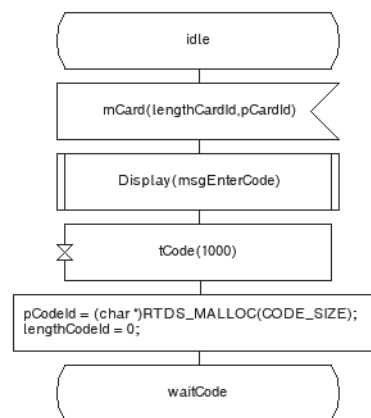 idle
mCard(lengthCardId,pCardId)
Display(msgEnterCode)
tCode(1000)
pCodeId = (char *)RTDS_MALLOC(CODE_SIZE);
lengthCodeId = 0;
waitCode